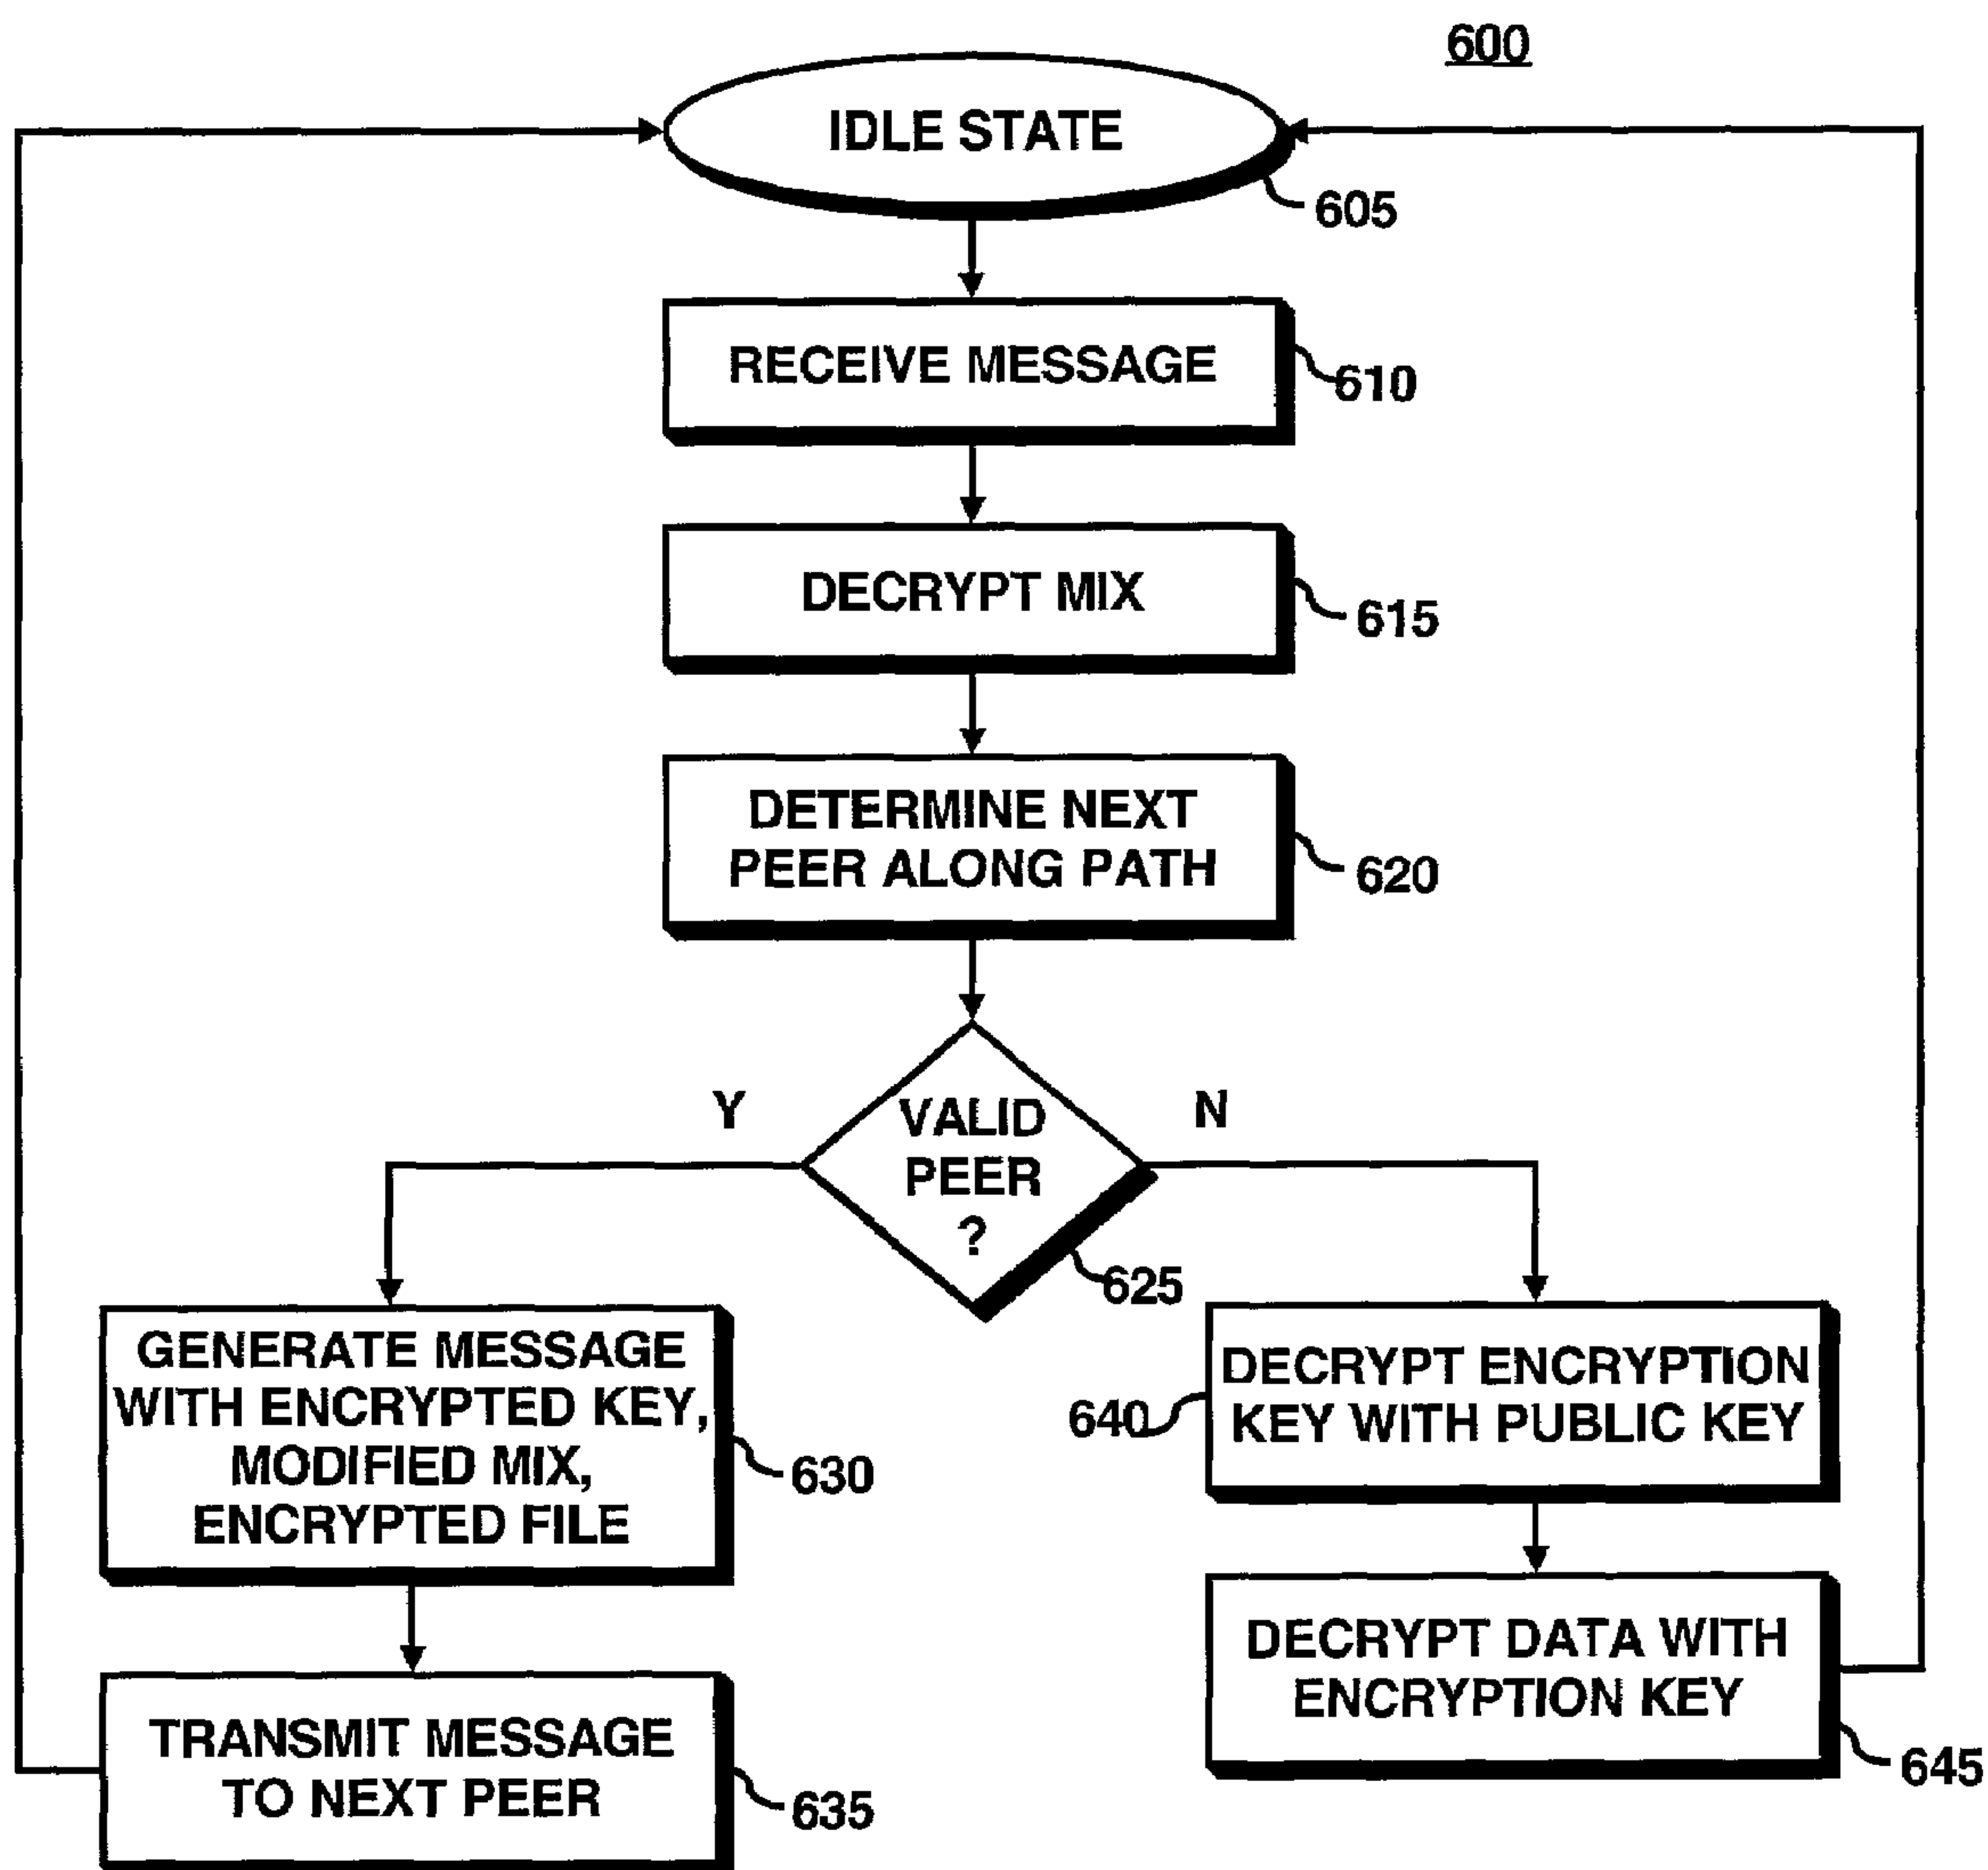 600
IDLE STATE
605
RECEIVE MESSAGE
610
DECRYPT MIX
615
DETERMINE NEXT
PEER ALONG PATH
620
Y
VALID
PEER
?
N
625
GENERATE MESSAGE
WITH ENCRYPTED KEY,
MODIFIED MIX,
ENCRYPTED FILE
630
TRANSMIT MESSAGE
TO NEXT PEER
635
DECRYPT ENCRYPTION
KEY WITH PUBLIC KEY
640
DECRYPT DATA WITH
ENCRYPTION KEY
645